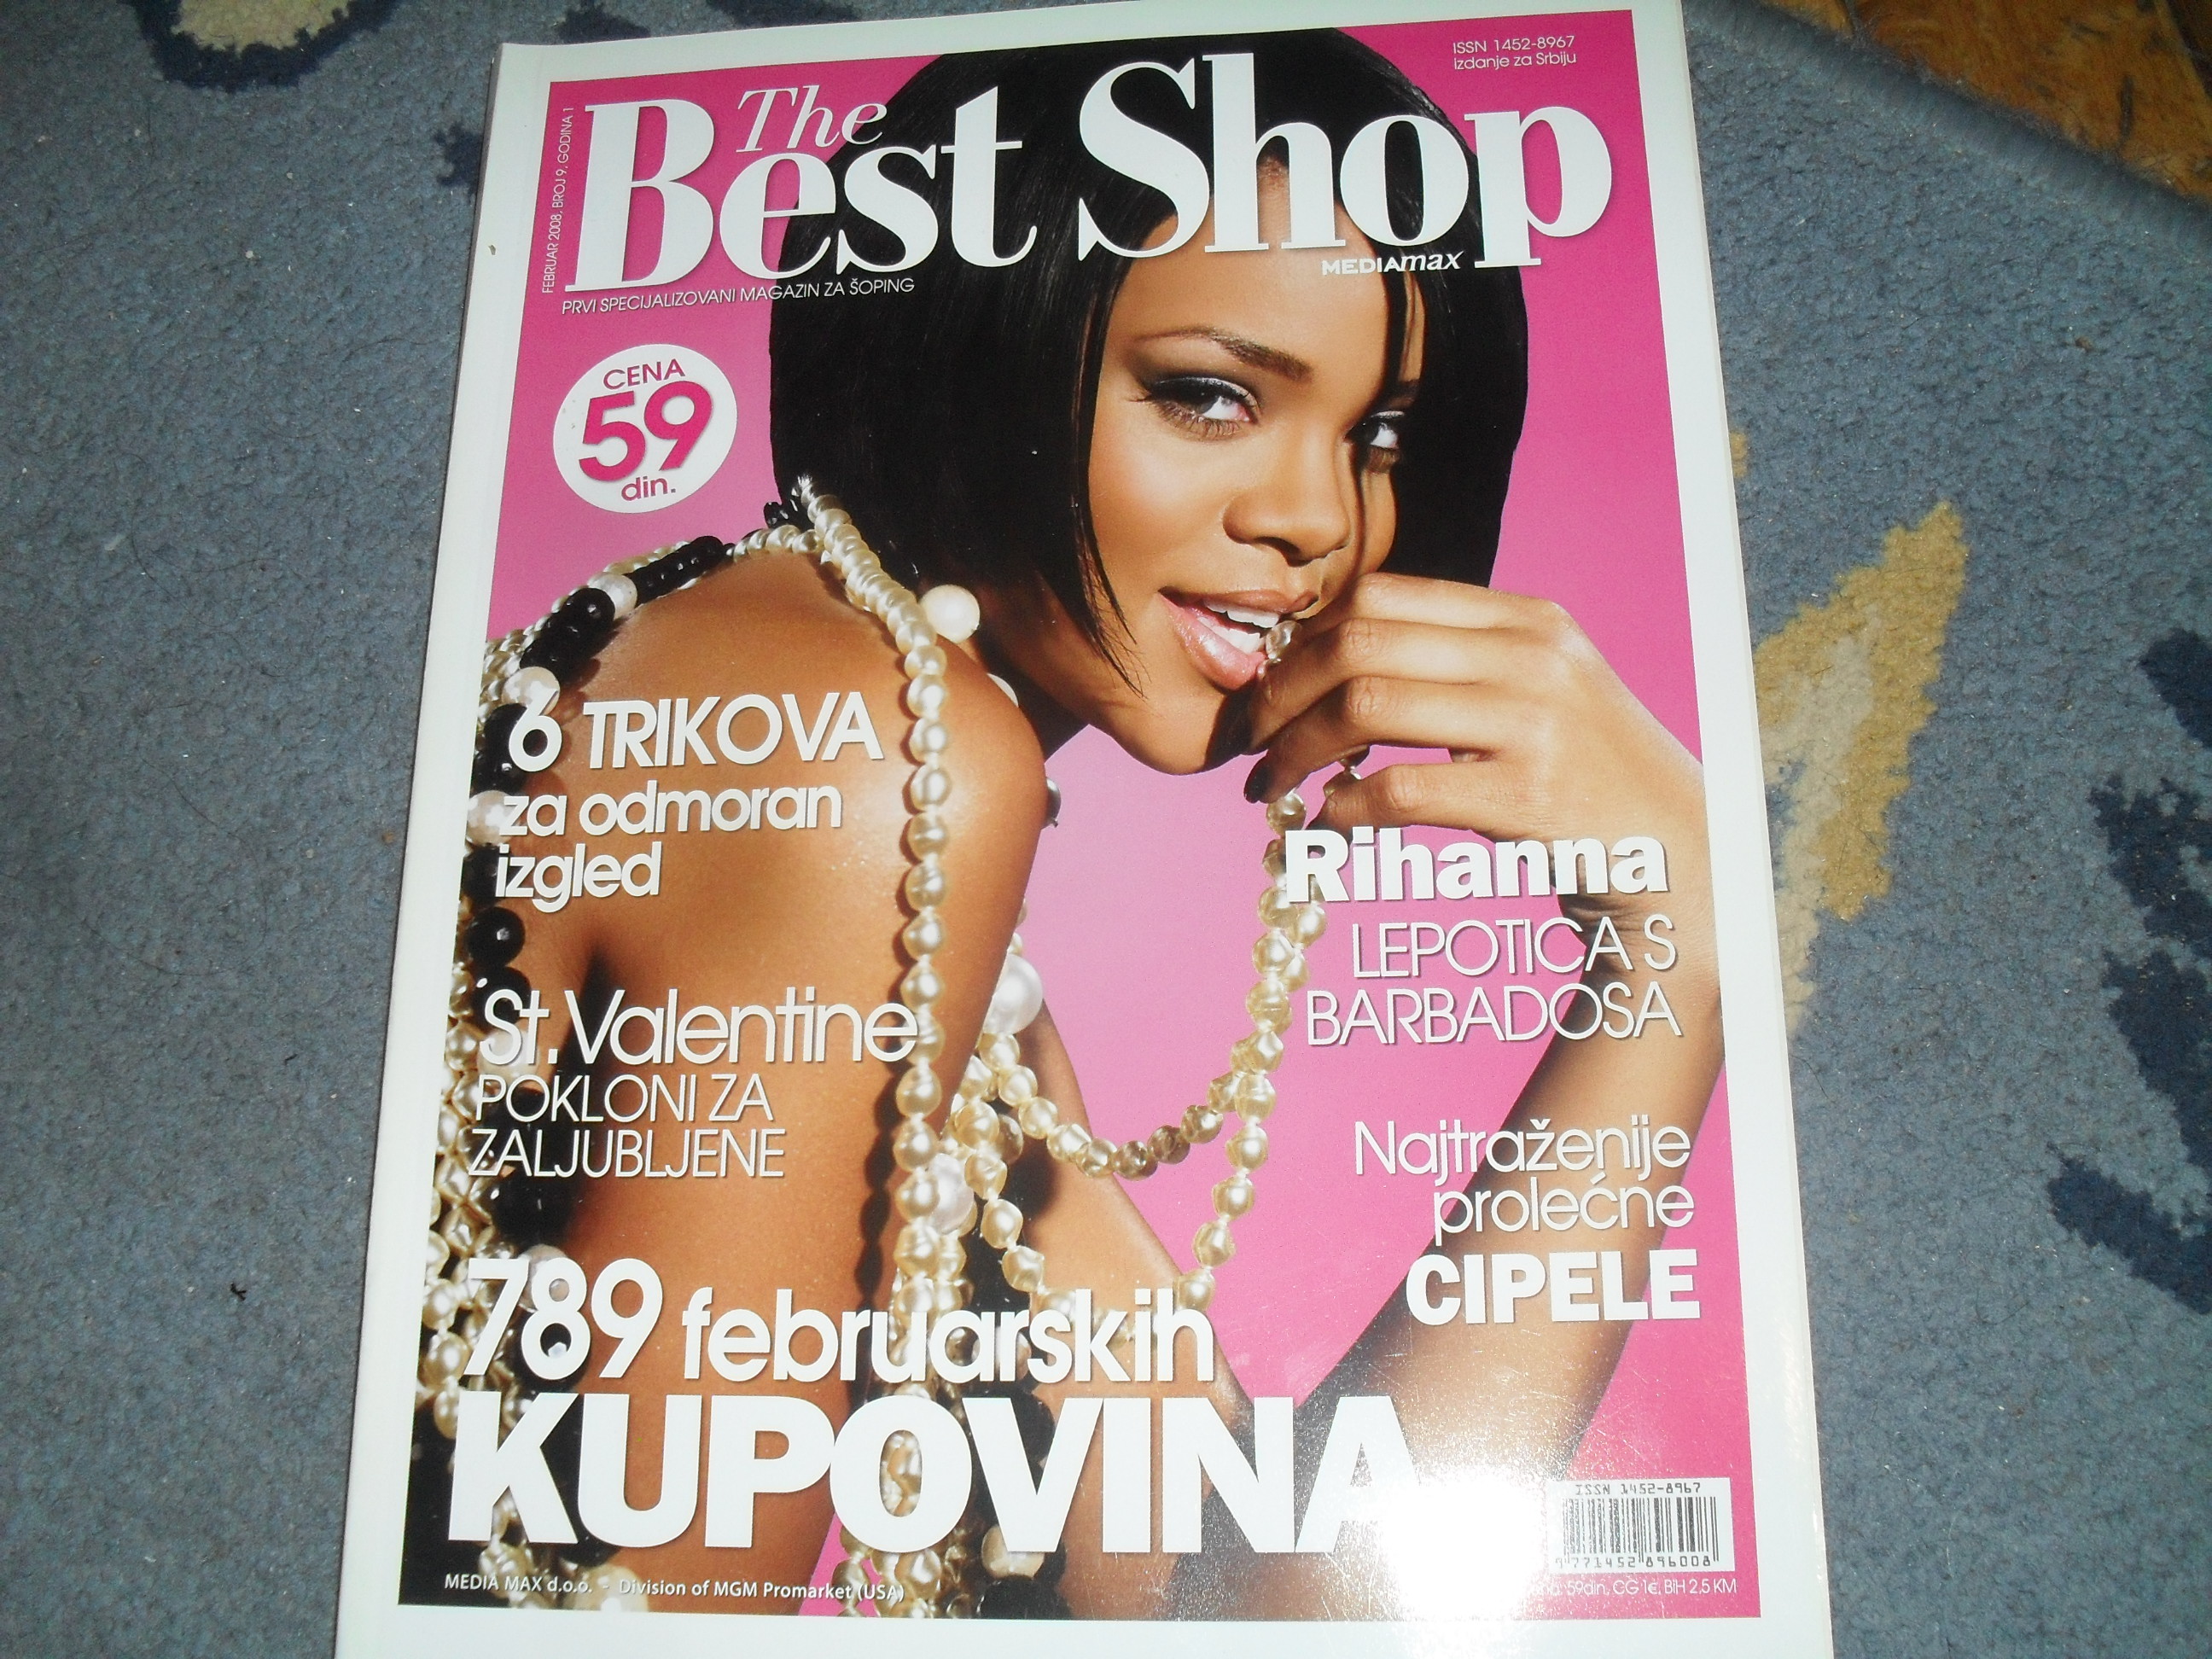 ISSN 1452-8967
izdanje za Srbiju
FEBRUAR 2008, BROJ 9, GODINA 1
The
Best Shop
MEDIAmax
PRVI SPECIJALIZOVANI MAGAZIN ZA ŠOPING
CENA
59
din.
6 TRIKOVA
za odmoran
izgled
Rihanna
LEPOTICA S
BARBADOSA
St. Valentine
POKLONI ZA
ZALJUBLJENE
Najtraženije
prolećne
CIPELE
789 februarskih
KUPOVINA
ISSN 1452-8967
9 771452 896008
MEDIA MAX d.o.o. - Division of MGM Promarket (USA)
59din, CG 1€, BiH 2.5 KM